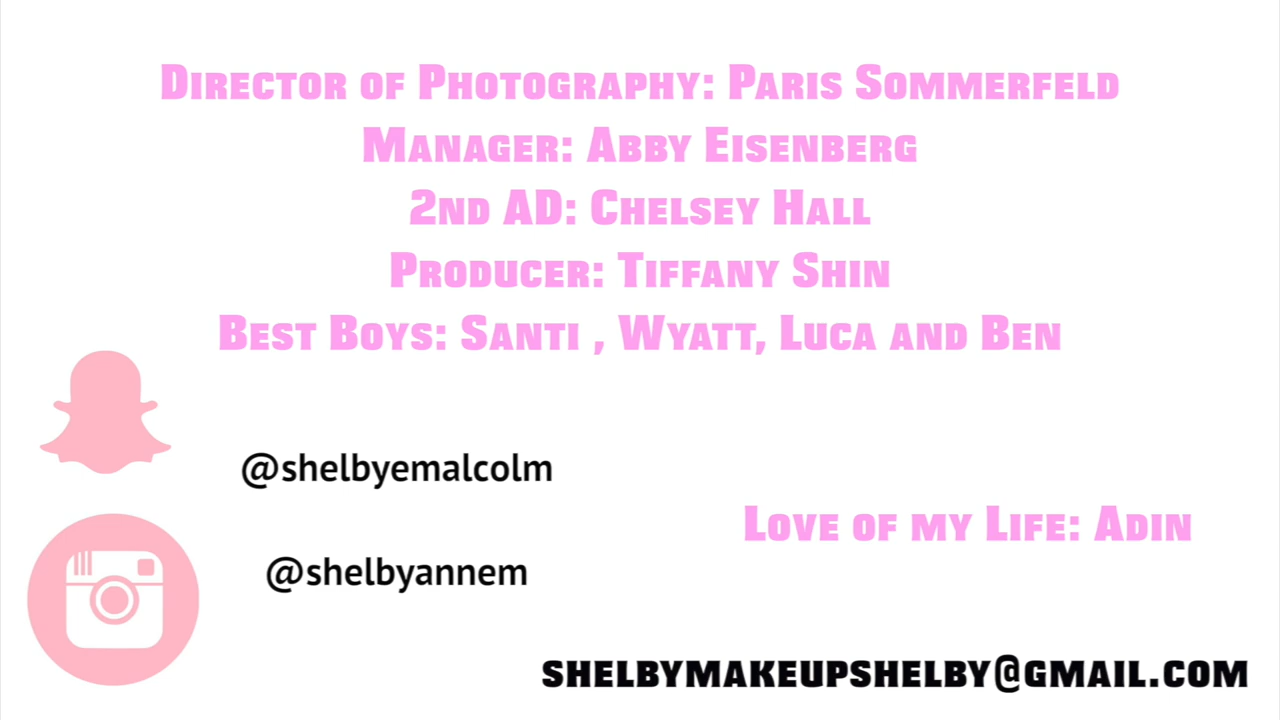 Director of Photography: Paris Sommerfeld
Manager: Abby Eisenberg
2nd AD: Chelsey Hall
Producer: Tiffany Shin
Best Boys: Santi , Wyatt, Luca and Ben
@shelbyemalcolm
Love of my Life: Adin
@shelbyannem
shelbymakeupshelby@gmail.com